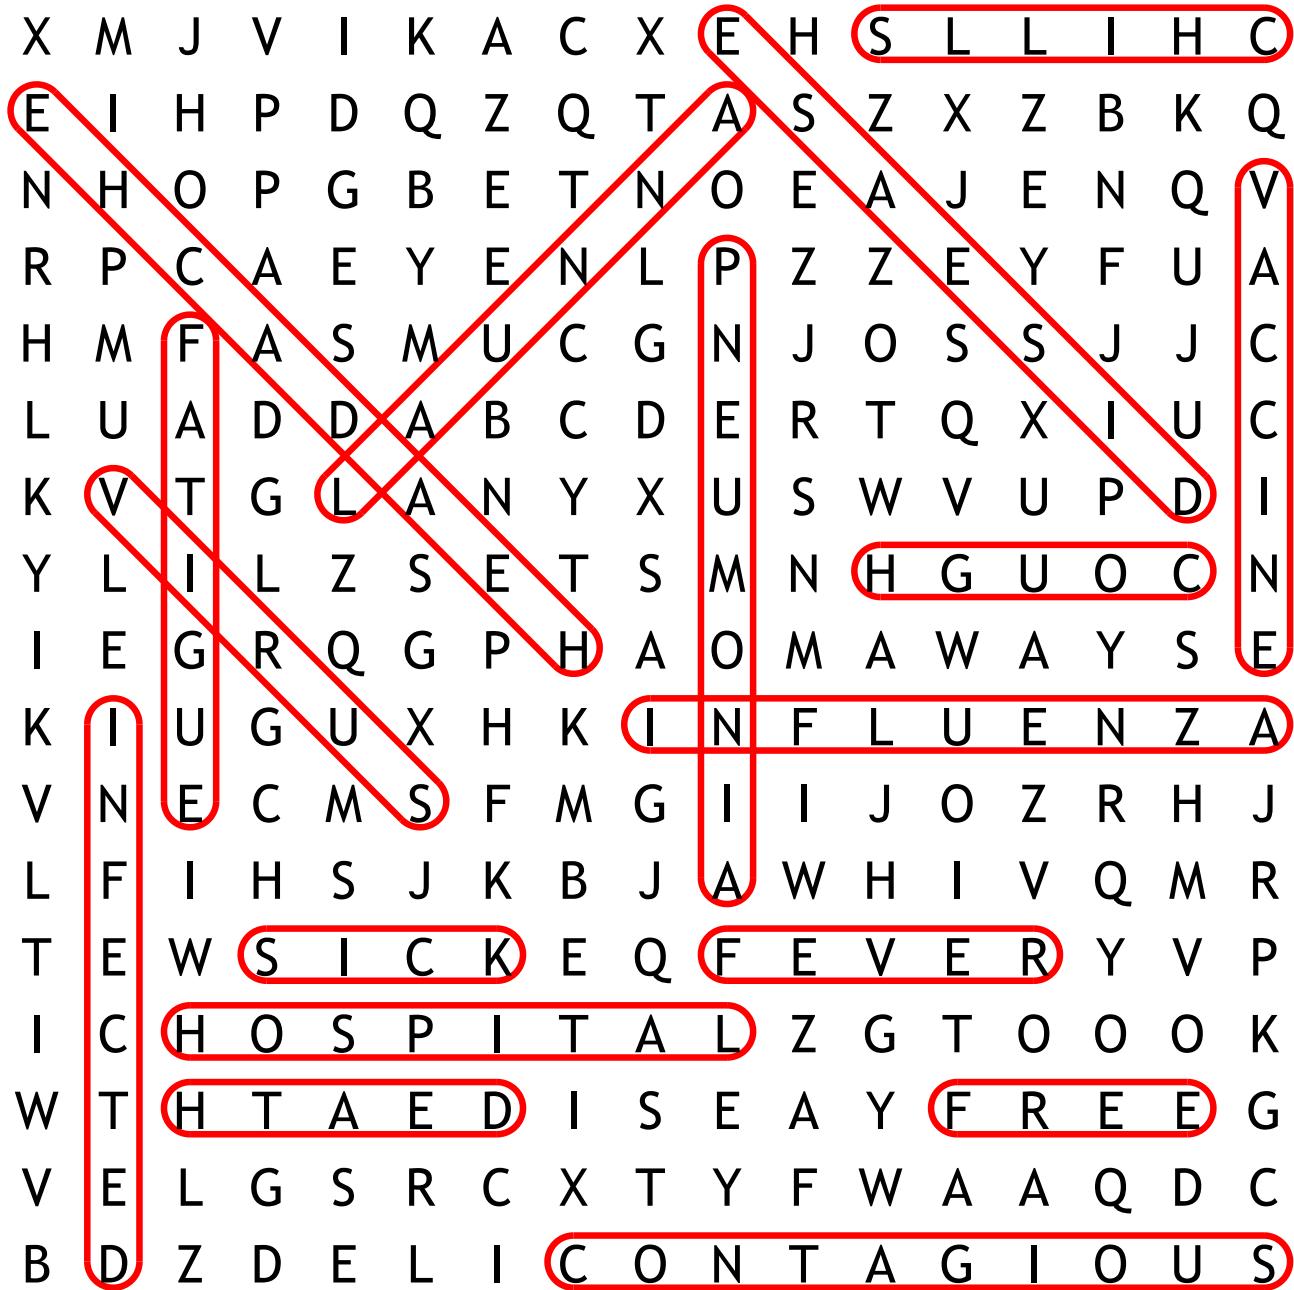 X M J V I K A C X E H S L L I H C
E I H P D Q Z Q T A S Z X Z B K Q
N H O P G B E T N O E A J E N Q V
R P C A E Y E N L P Z Z E Y F U A
H M F A S M U C G N J O S S J J C
L U A D D A B C D E R T Q X I U C
K V T G L A N Y X U S W V U P D I
Y L I L Z S E T S M N H G U O C N
I E G R Q G P H A O M A W A Y S E
K I U G U X H K I N F L U E N Z A
V N E C M S F M G I I J O Z R H J
L F I H S J K B J A W H I V Q M R
T E W S I C K E Q F E V E R Y V P
I C H O S P I T A L Z G T O O O K
W T H T A E D I S E A Y F R E E G
V E L G S R C X T Y F W A A Q D C
B D Z D E L I C O N T A G I O U S